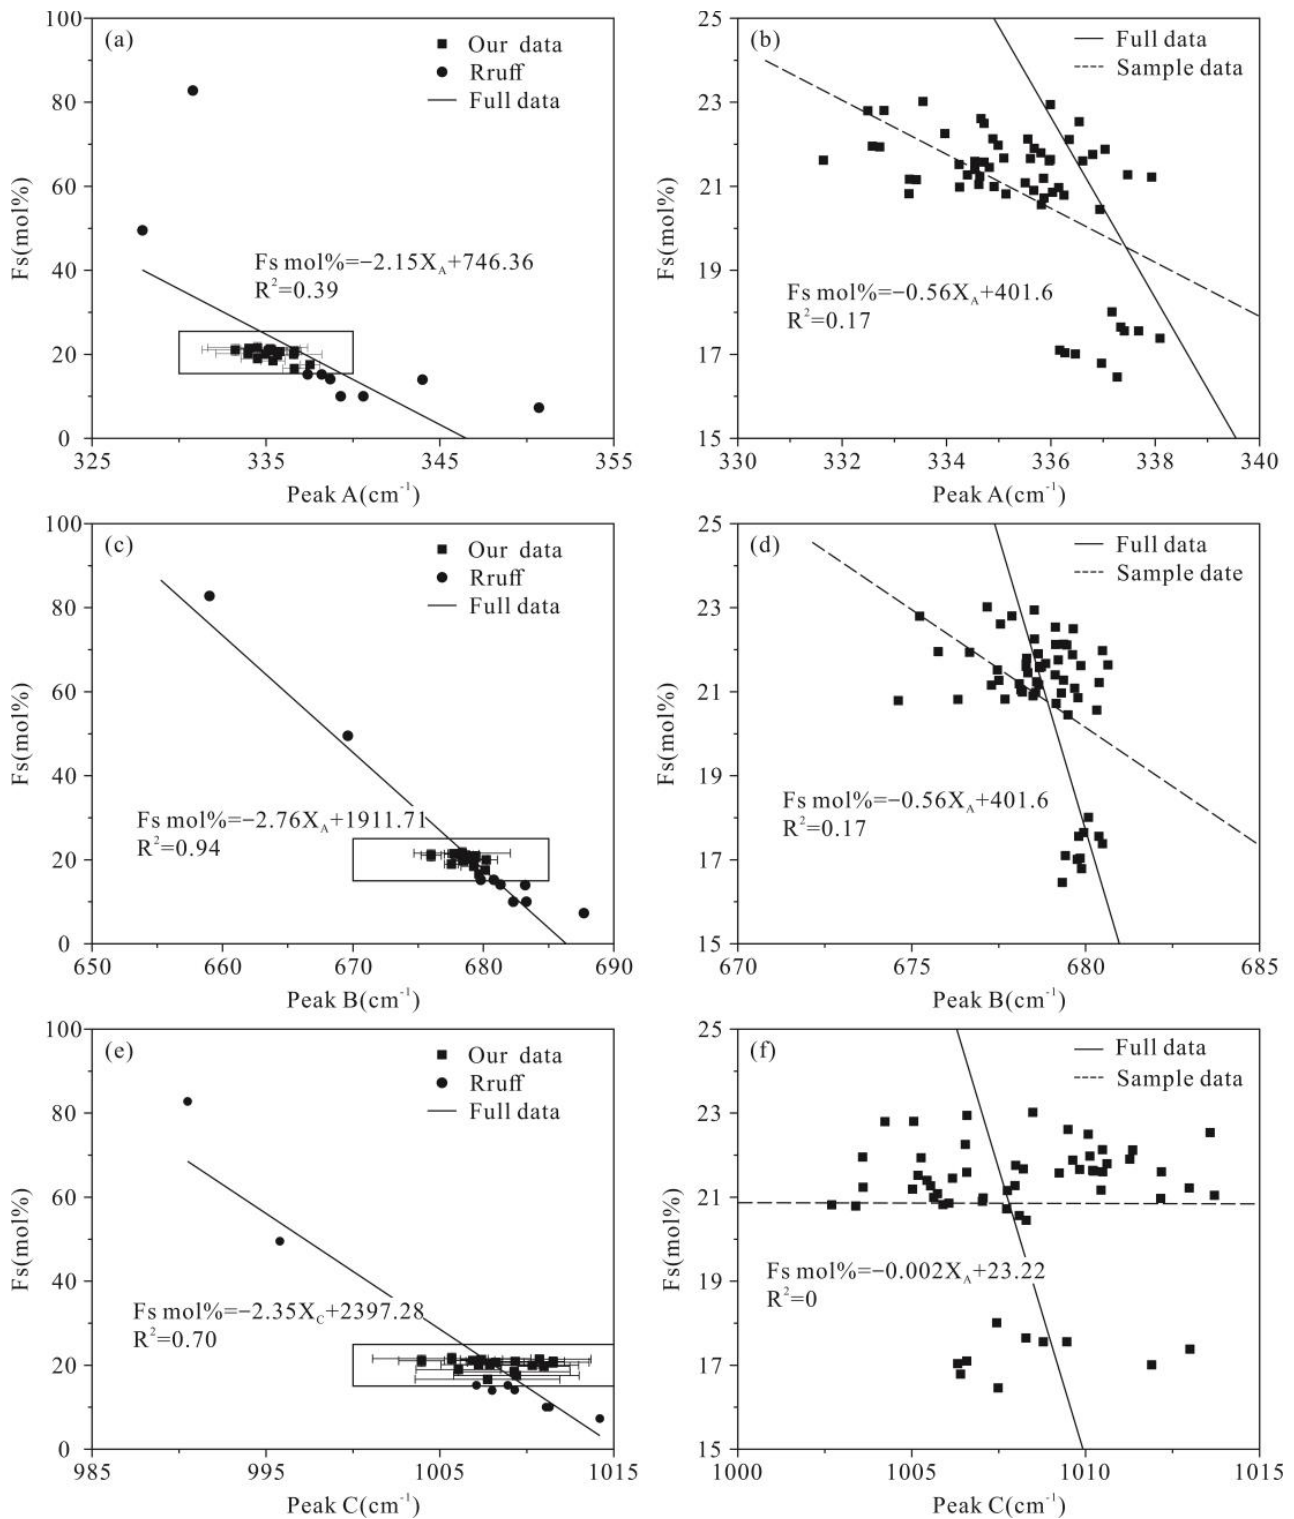 (a)
Our data
Rruff
Full data
Fs mol%=−2.15X_A+746.36
R²=0.39
Fs(mol%)
100
80
60
40
20
0
325
335
345
355
Peak A(cm⁻¹)
(b)
Full data
Sample data
Fs mol%=−0.56X_A+401.6
R²=0.17
Fs(mol%)
25
23
21
19
17
15
330
332
334
336
338
340
Peak A(cm⁻¹)
(c)
Our data
Rruff
Full data
Fs mol%=−2.76X_A+1911.71
R²=0.94
Fs(mol%)
100
80
60
40
20
0
650
660
670
680
690
Peak B(cm⁻¹)
(d)
Full data
Sample date
Fs mol%=−0.56X_A+401.6
R²=0.17
Fs(mol%)
25
23
21
19
17
15
670
675
680
685
Peak B(cm⁻¹)
(e)
Our data
Rruff
Full data
Fs mol%=−2.35X_C+2397.28
R²=0.70
Fs(mol%)
100
80
60
40
20
0
985
995
1005
1015
Peak C(cm⁻¹)
(f)
Full data
Sample data
Fs mol%=−0.002X_A+23.22
R²=0
Fs(mol%)
25
23
21
19
17
15
1000
1005
1010
1015
Peak C(cm⁻¹)